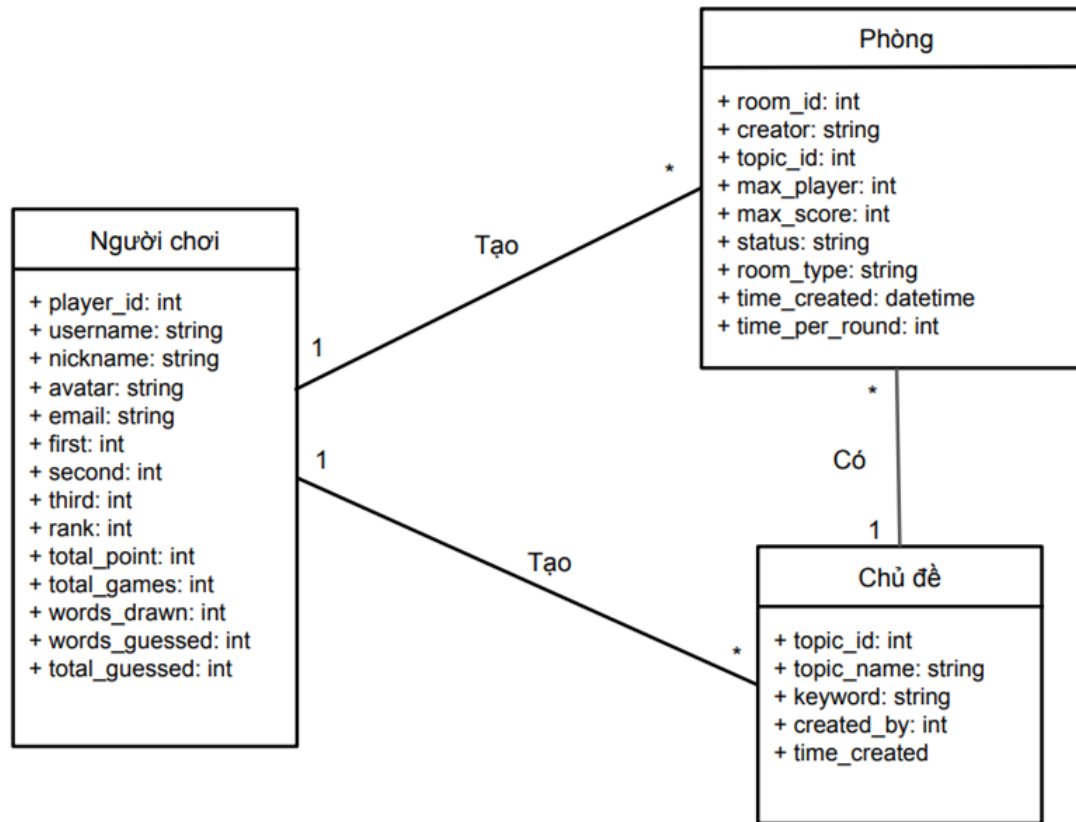 Phòng
+ room_id: int
+ creator: string
+ topic_id: int
+ max_player: int
+ max_score: int
+ status: string
+ room_type: string
+ time_created: datetime
+ time_per_round: int
*
Tạo
1
Người chơi
+ player_id: int
+ username: string
+ nickname: string
+ avatar: string
+ email: string
+ first: int
+ second: int
+ third: int
+ rank: int
+ total_point: int
+ total_games: int
+ words_drawn: int
+ words_guessed: int
+ total_guessed: int
1
Tạo
*
*
Có
1
Chủ đề
+ topic_id: int
+ topic_name: string
+ keyword: string
+ created_by: int
+ time_created